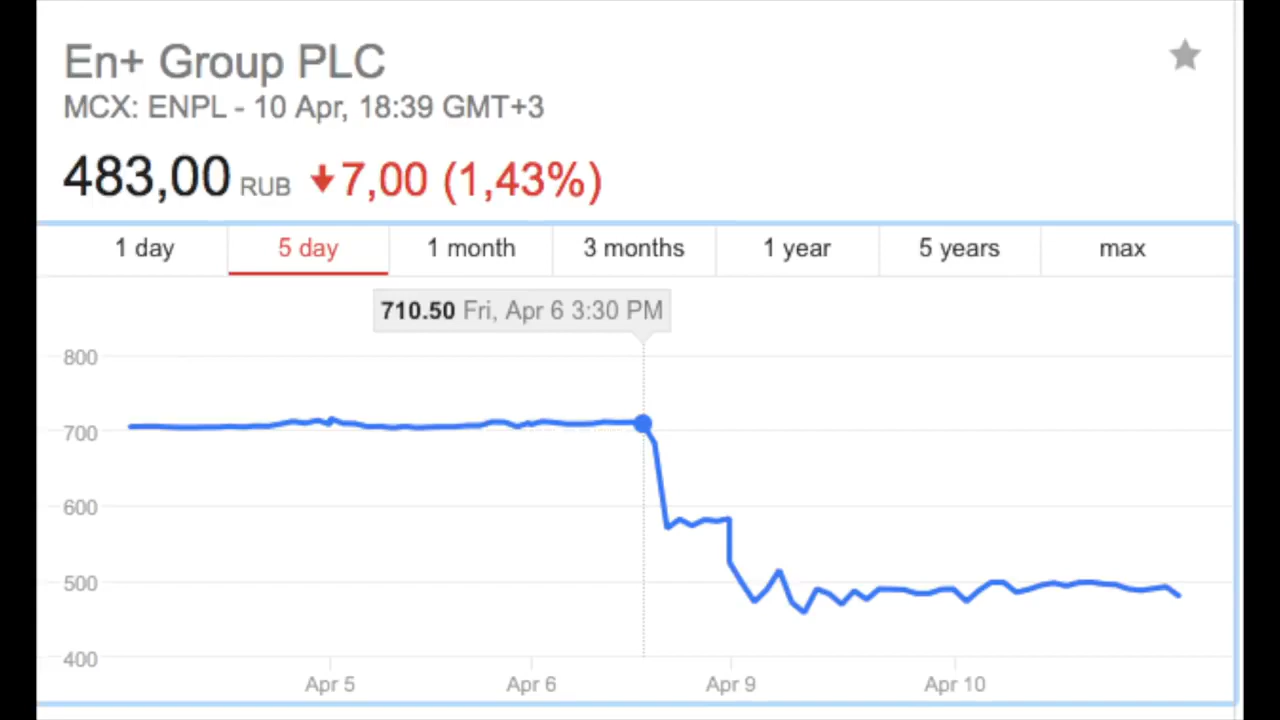 En+ Group PLC
MCX: ENPL - 10 Apr, 18:39 GMT+3
483,00 RUB 7,00 (1,43%)
1 day 5 day 1 month 3 months 1 year 5 years max
710.50 Fri, Apr 6 3:30 PM
800
700
600
500
400
Apr 5 Apr 6 Apr 9 Apr 10